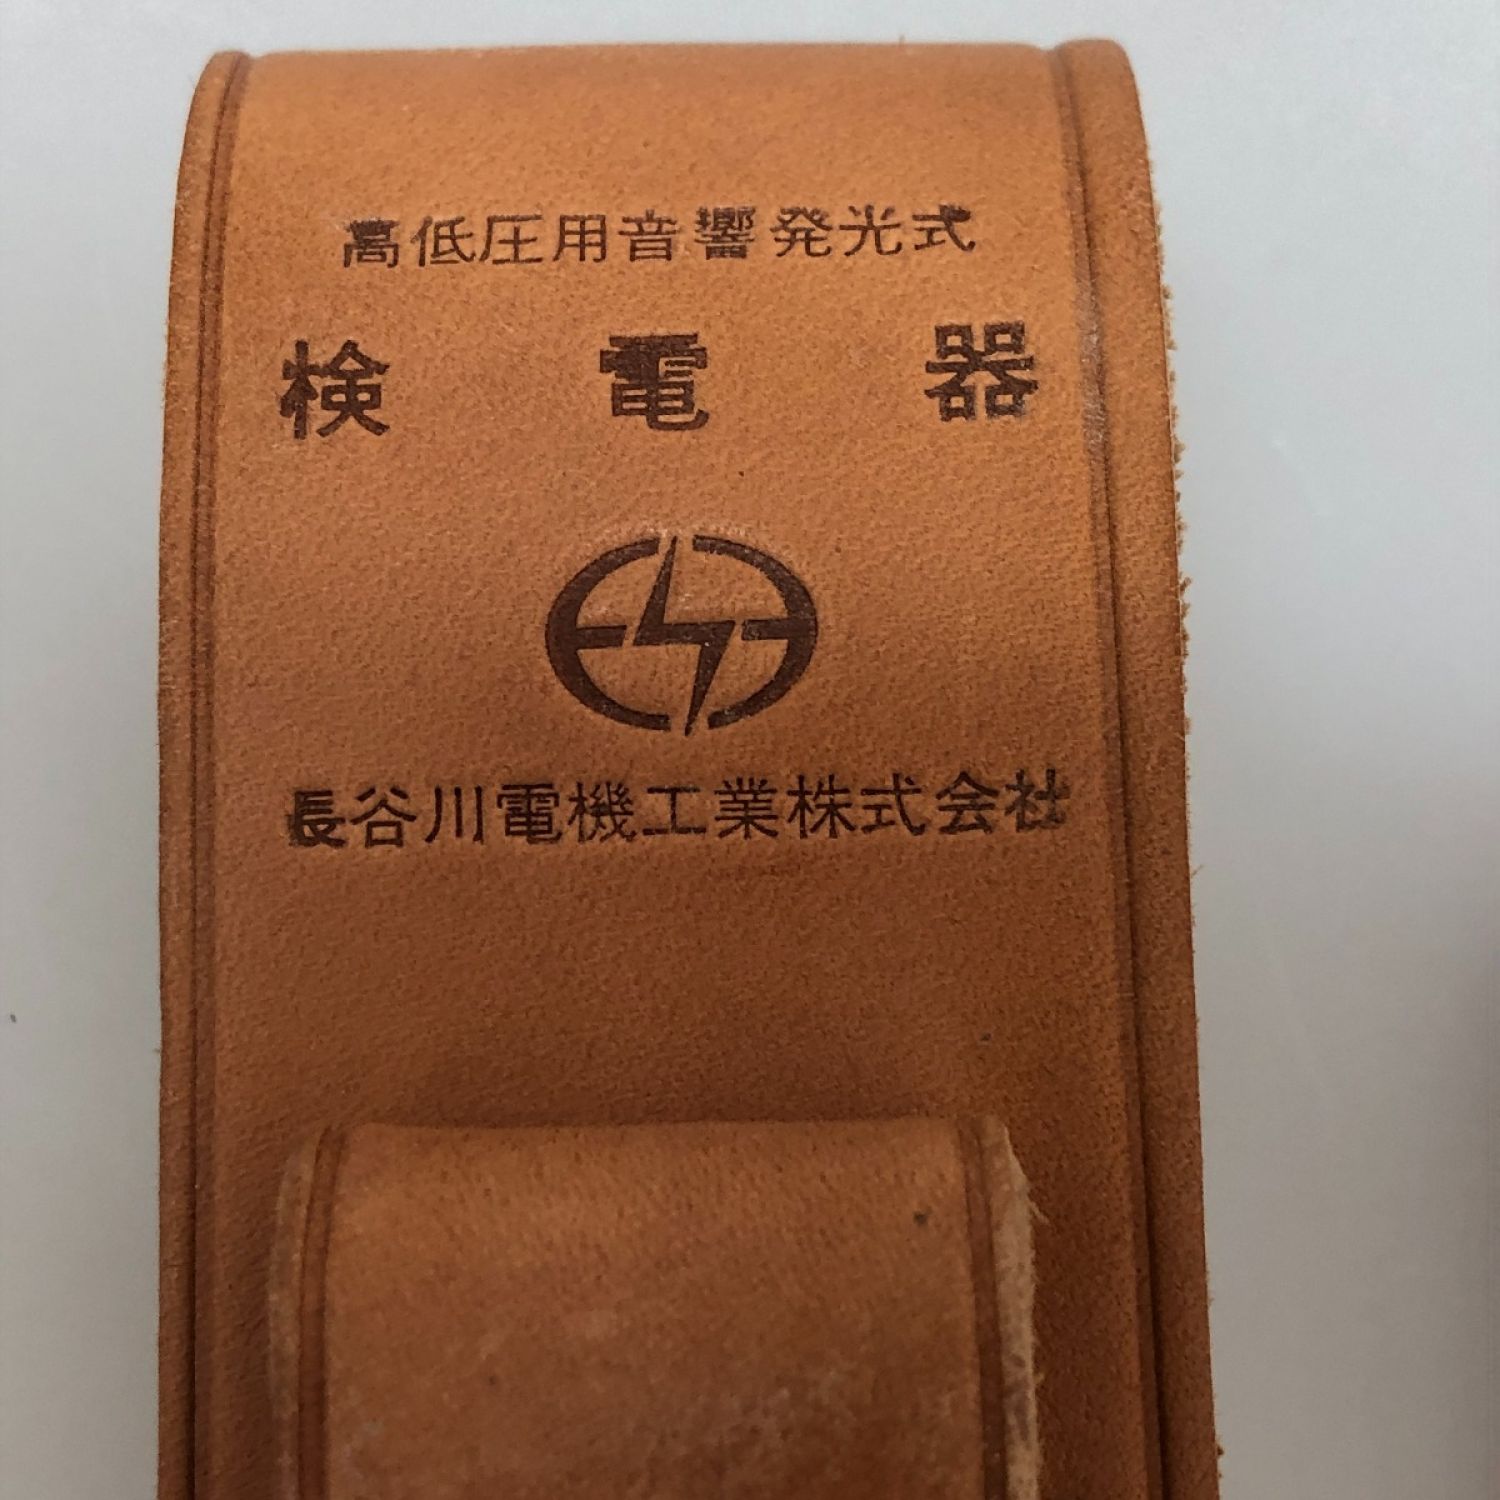 高低圧用音響発光式
検電器
長谷川電機工業株式会社